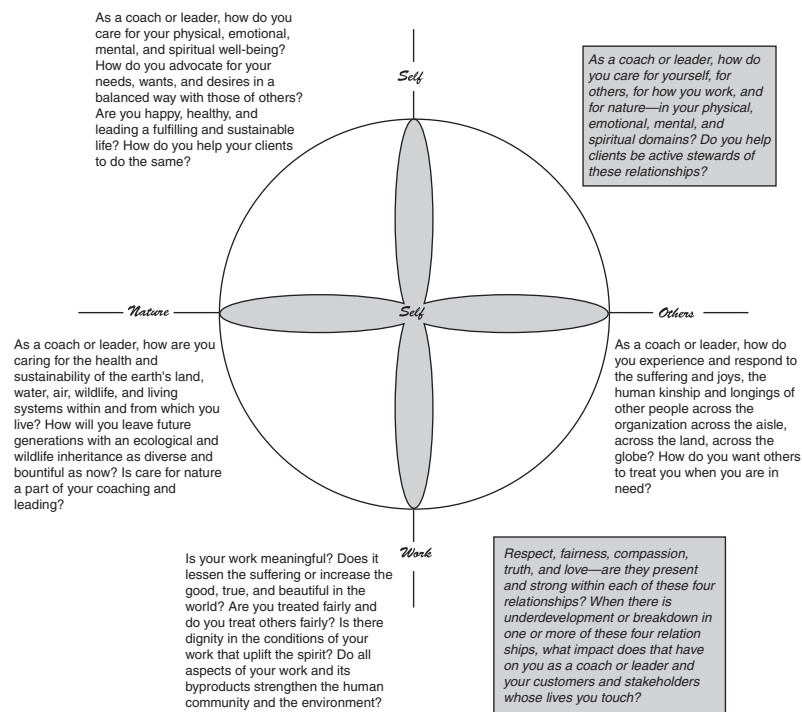 As a coach or leader, how do you
care for your physical, emotional,
mental, and spiritual well-being?
How do you advocate for your
needs, wants, and desires in a
balanced way with those of others?
Are you happy, healthy, and
leading a fulfilling and sustainable
life? How do you help your clients
to do the same?
Self
As a coach or leader, how do
you care for yourself, for
others, for how you work, and
for nature—in your physical,
emotional, mental, and
spiritual domains? Do you help
clients be active stewards of
these relationships?
Nature
Self
Others
As a coach or leader, how are you
caring for the health and
sustainability of the earth's land,
water, air, wildlife, and living
systems within and from which you
live? How will you leave future
generations with an ecological and
wildlife inheritance as diverse and
bountiful as now? Is care for nature
a part of your coaching and
leading?
As a coach or leader, how do
you experience and respond to
the suffering and joys, the
human kinship and longings of
other people across the
organization across the aisle,
across the land, across the
globe? How do you want others
to treat you when you are in
need?
Work
Is your work meaningful? Does it
lessen the suffering or increase the
good, true, and beautiful in the
world? Are you treated fairly and
do you treat others fairly? Is there
dignity in the conditions of your
work that uplift the spirit? Do all
aspects of your work and its
byproducts strengthen the human
community and the environment?
Respect, fairness, compassion,
truth, and love—are they present
and strong within each of these four
relationships? When there is
underdevelopment or breakdown in
one or more of these four relation
ships, what impact does that have
on you as a coach or leader and
your customers and stakeholders
whose lives you touch?